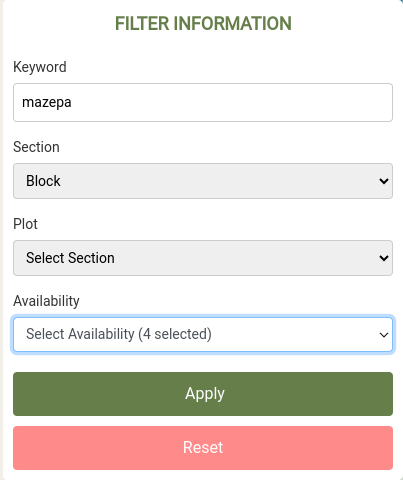 FILTER INFORMATION
Keyword
mazepa
Section
Block
Plot
Select Section
Availability
Select Availability (4 selected)
Apply
Reset